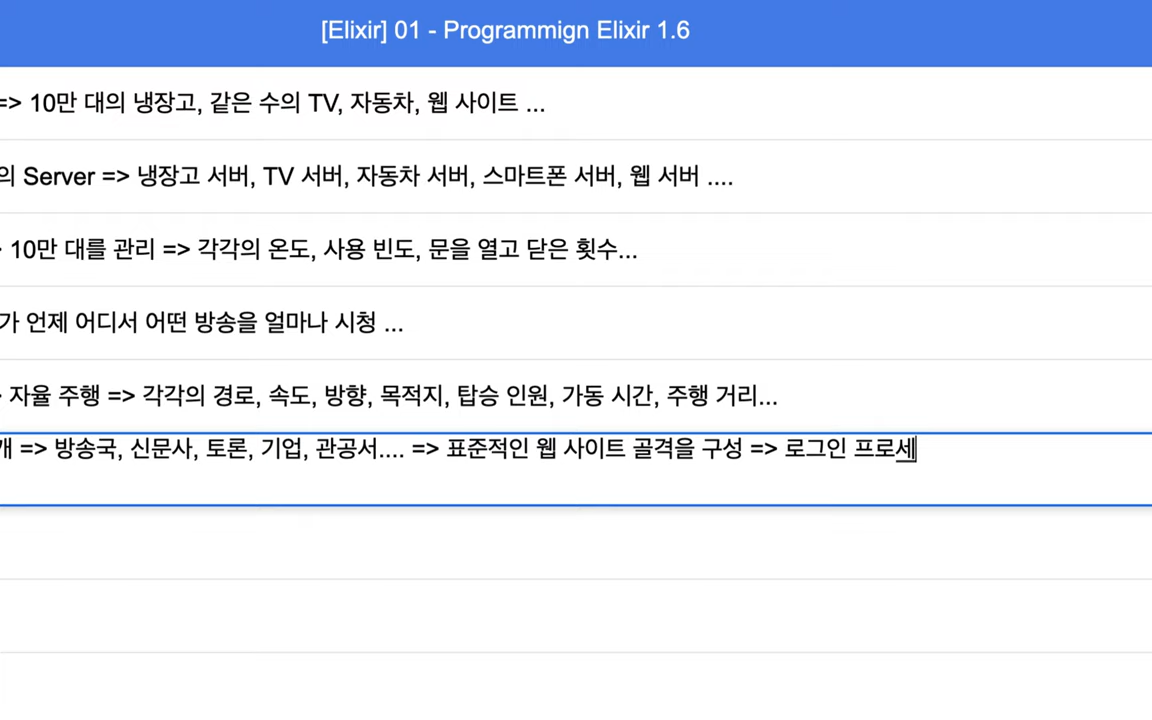 [Elixir] 01 - Programmign Elixir 1.6
=> 10만 대의 냉장고, 같은 수의 TV, 자동차, 웹 사이트 ...
의 Server => 냉장고 서버, TV 서버, 자동차 서버, 스마트폰 서버, 웹 서버 ....
10만 대를 관리 => 각각의 온도, 사용 빈도, 문을 열고 닫은 횟수...
가 언제 어디서 어떤 방송을 얼마나 시청 ...
자율 주행 => 각각의 경로, 속도, 방향, 목적지, 탑승 인원, 가동 시간, 주행 거리...
개 => 방송국, 신문사, 토론, 기업, 관공서.... => 표준적인 웹 사이트 골격을 구성 => 로그인 프로세